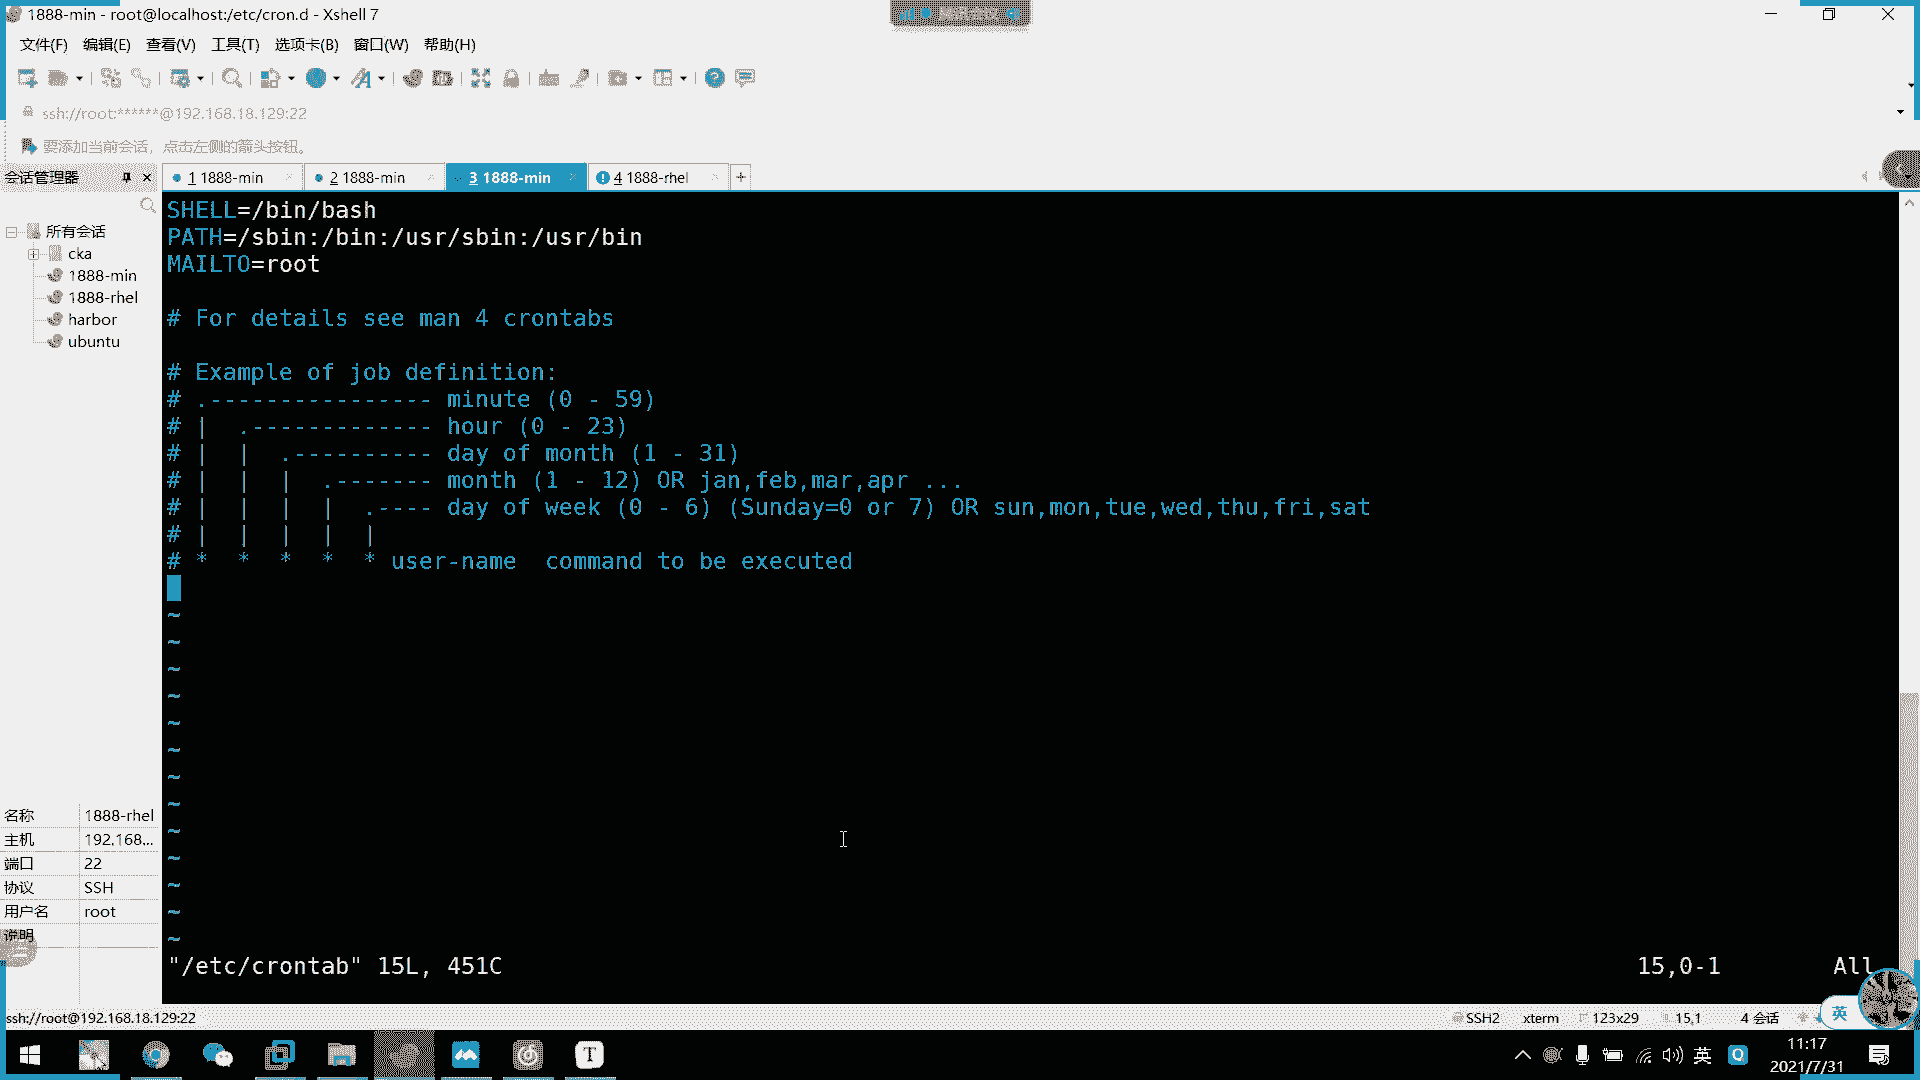 1888-min - root@localhost:/etc/cron.d - Xshell 7
文件(F) 编辑(E) 查看(V) 工具(T) 选项卡(B) 窗口(W) 帮助(H)
ssh://root:******@192.168.18.129:22
要添加当前会话，点击左侧的箭头按钮。
会话管理器
1 1888-min
2 1888-min
3 1888-min
4 1888-rhel
所有会话
cka
1888-min
1888-rhel
harbor
ubuntu
SHELL=/bin/bash
PATH=/sbin:/bin:/usr/sbin:/usr/bin
MAILTO=root
# For details see man 4 crontabs
# Example of job definition:
# .---------------- minute (0 - 59)
# | .------------- hour (0 - 23)
# | | .---------- day of month (1 - 31)
# | | | .------- month (1 - 12) OR jan,feb,mar,apr ...
# | | | | .---- day of week (0 - 6) (Sunday=0 or 7) OR sun,mon,tue,wed,thu,fri,sat
# | | | | |
# * * * * * user-name command to be executed
~
~
~
~
~
~
~
~
~
~
~
~
~
"/etc/crontab" 15L, 451C 15,0-1 All
名称 1888-rhel
主机 192.168...
端口 22
协议 SSH
用户名 root
说明
ssh://root@192.168.18.129:22
SSH2 xterm 123x29 15,1 4 会话
英
英
11:17
2021/7/31